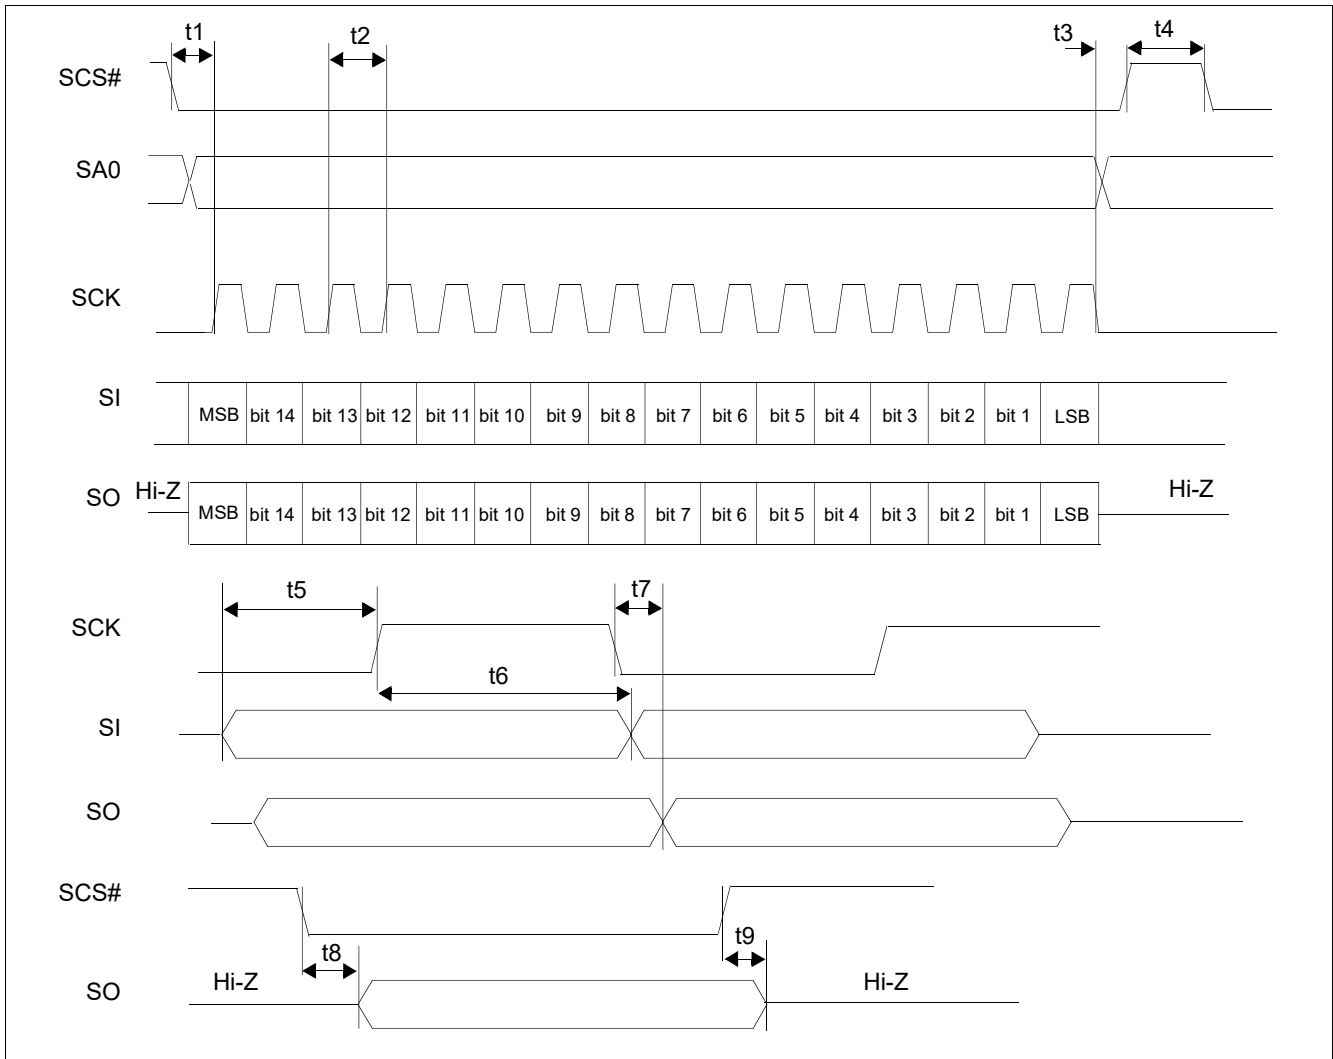 t1 t2 t3 t4
SCS#
SA0
SCK
SI
MSB bit 14 bit 13 bit 12 bit 11 bit 10 bit 9 bit 8 bit 7 bit 6 bit 5 bit 4 bit 3 bit 2 bit 1 LSB
SO Hi-Z Hi-Z
MSB bit 14 bit 13 bit 12 bit 11 bit 10 bit 9 bit 8 bit 7 bit 6 bit 5 bit 4 bit 3 bit 2 bit 1 LSB
t5 t7
SCK
t6
SI
SO
SCS#
t8 t9
SO Hi-Z Hi-Z